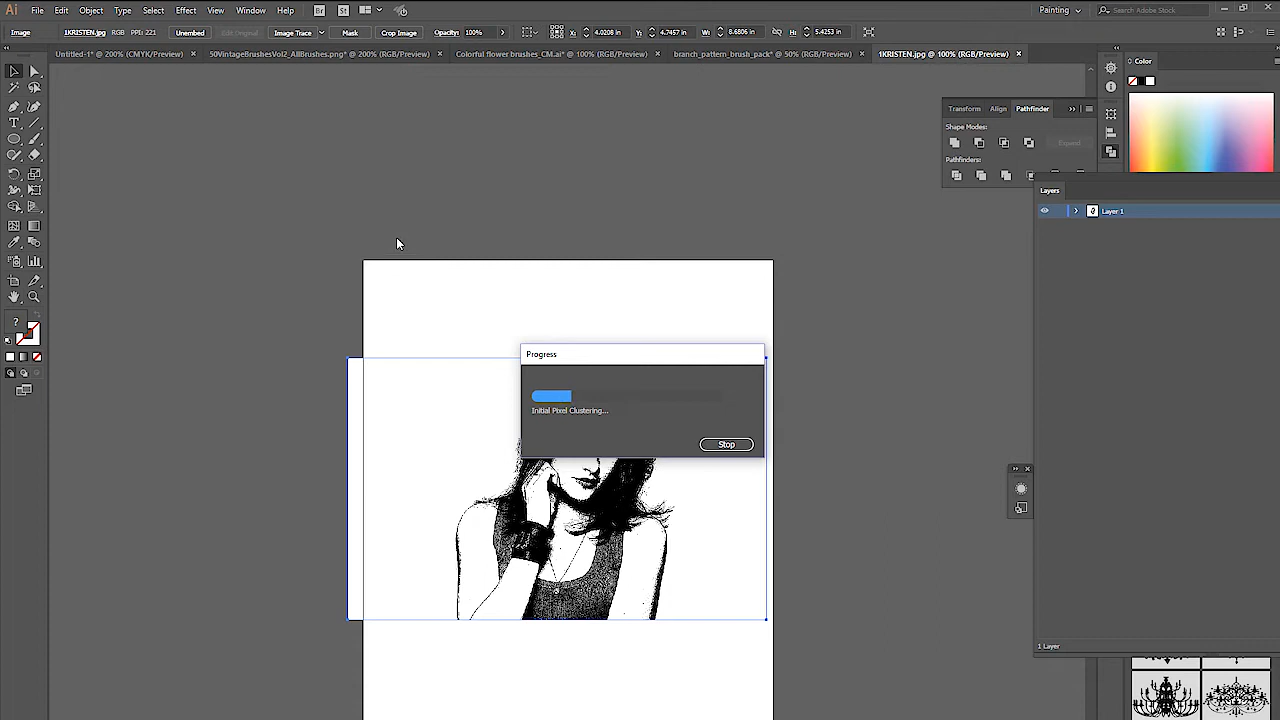 Ai File Edit Object Type Select Effect View Window Help Br St Painting Search Adobe Stock
Image 1KRISTEN.jpg RGB PPI: 221 Unembed Edit Original Image Trace Mask Crop Image Opacity: 100% X: 4.0208 in Y: 4.7457 in W: 8.6806 in H: 5.4253 in
Untitled-1* @ 200% (CMYK/Preview) × 50VintageBrushesVol2_AllBrushes.png* @ 200% (RGB/Preview) × Colorful flower brushes_CM.ai* @ 100% (RGB/Preview) × branch_pattern_brush_pack* @ 50% (RGB/Preview) × 1KRISTEN.jpg @ 100% (RGB/Preview) ×
Color
Transform Align Pathfinder
Shape Modes:
Expand
Pathfinders:
Layers
Layer 1
Progress
Initial Pixel Clustering...
Stop
1 Layer